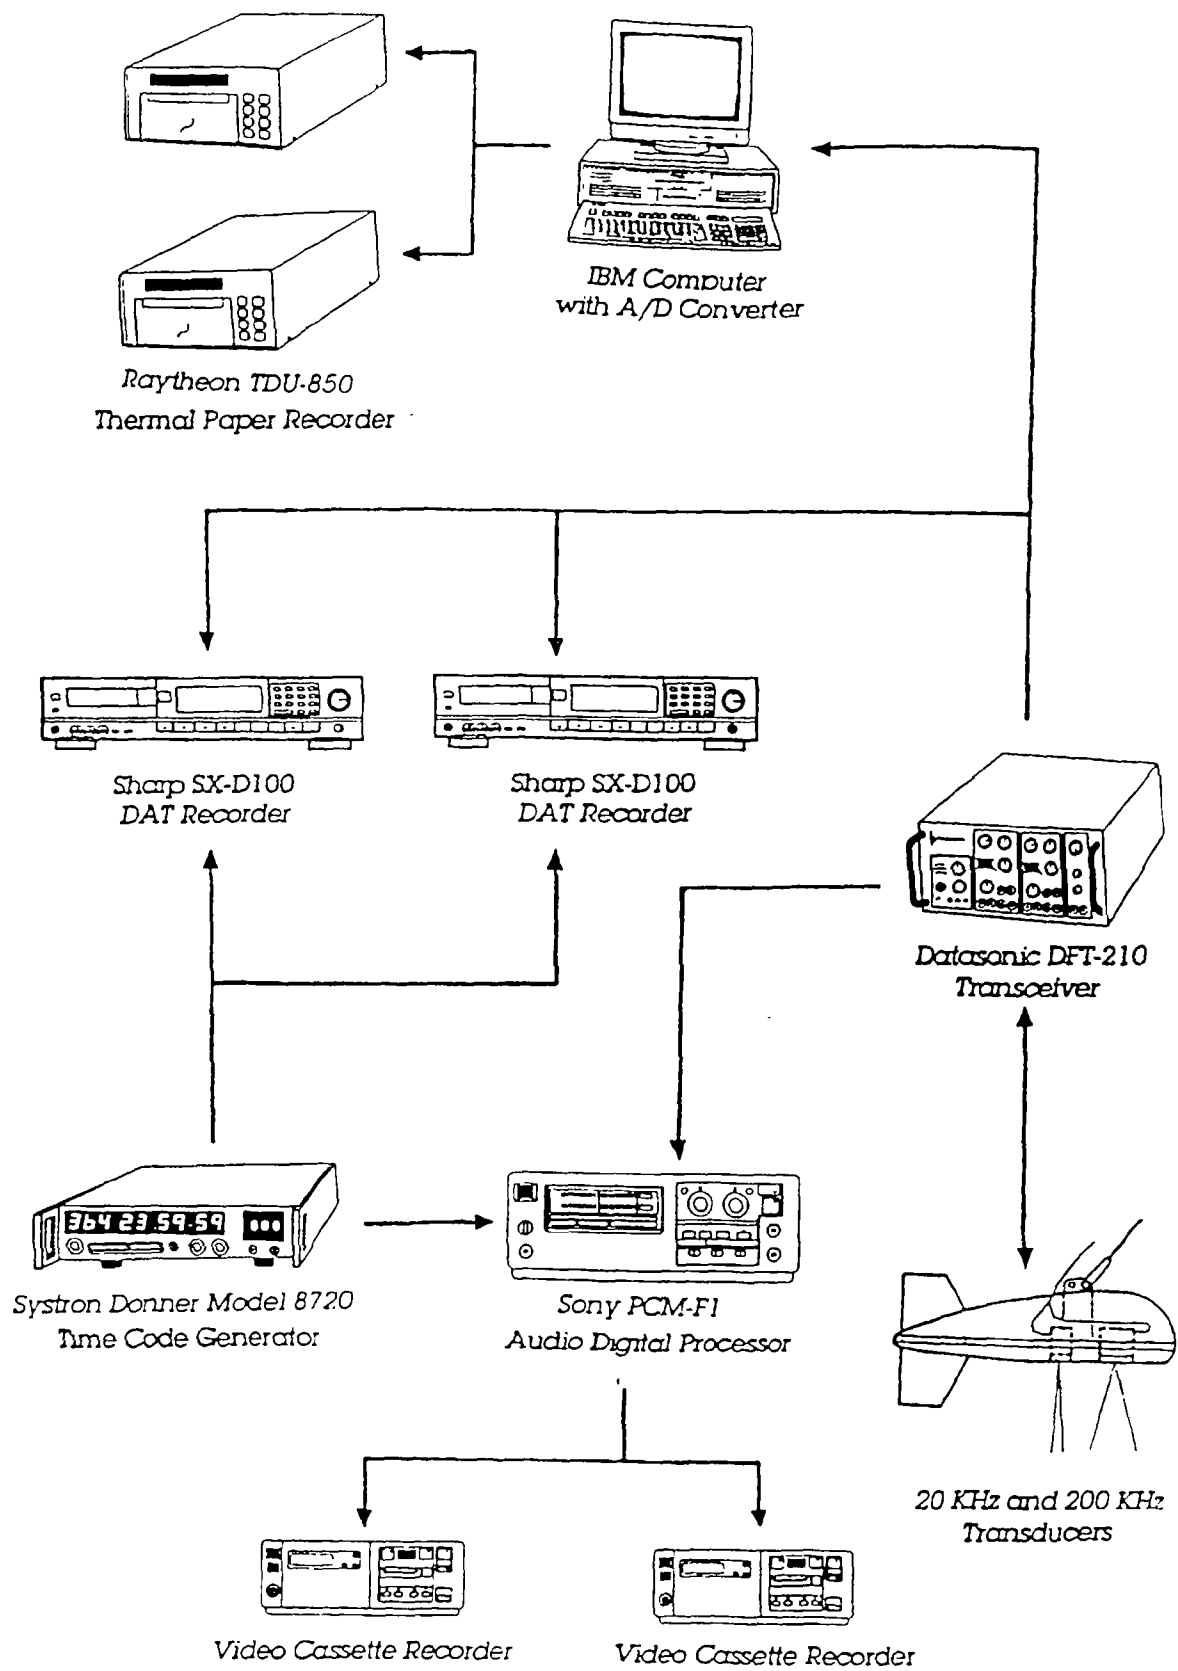 IBM Computer
with A/D Converter
Raytheon TDU-850
Thermal Paper Recorder
Sharp SX-D100
DAT Recorder
Sharp SX-D100
DAT Recorder
Datasonic DFT-210
Transceiver
364 23.59.59
Systron Donner Model 8720
Time Code Generator
Sony PCM-F1
Audio Digital Processor
20 KHz and 200 KHz
Transducers
Video Cassette Recorder
Video Cassette Recorder